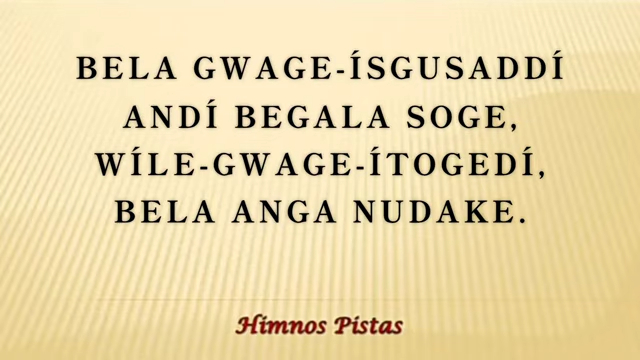 BELA GWAGE-ÍSGUSADDÍ
ANDÍ BEGALA SOGE,
WÍLE-GWAGE-ÍTOGEDÍ,
BELA ANGA NUDAKE.
Himnos Pistas